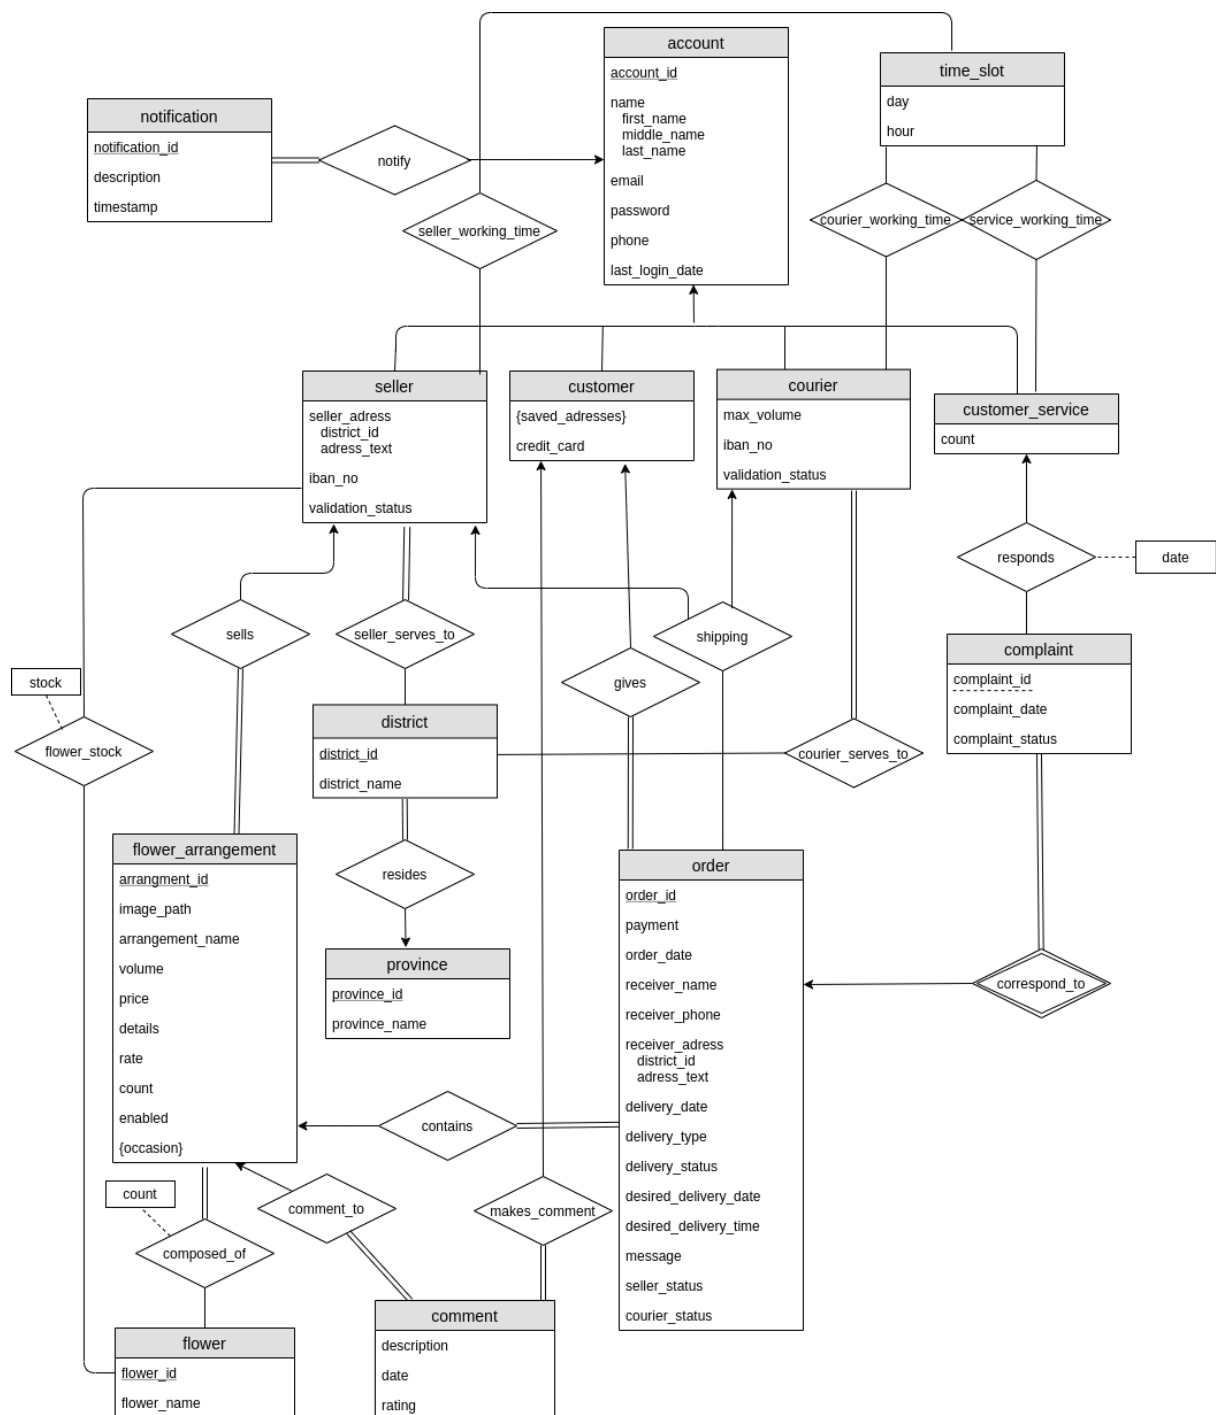 account
account_id
name
first_name
middle_name
last_name
email
password
phone
last_login_date
time_slot
day
hour
notification
notification_id
description
timestamp
notify
seller_working_time
courier_working_time
service_working_time
seller
seller_adress
district_id
adress_text
iban_no
validation_status
customer
{saved_adresses}
credit_card
courier
max_volume
iban_no
validation_status
customer_service
count
responds
date
sells
seller_serves_to
shipping
gives
complaint
complaint_id
complaint_date
complaint_status
stock
flower_stock
district
district_id
district_name
courier_serves_to
flower_arrangement
arrangment_id
image_path
arrangement_name
volume
price
details
rate
count
enabled
{occasion}
resides
province
province_id
province_name
order
order_id
payment
order_date
receiver_name
receiver_phone
receiver_adress
district_id
adress_text
delivery_date
delivery_type
delivery_status
desired_delivery_date
desired_delivery_time
message
seller_status
courier_status
correspond_to
contains
count
composed_of
comment_to
makes_comment
flower
flower_id
flower_name
comment
description
date
rating